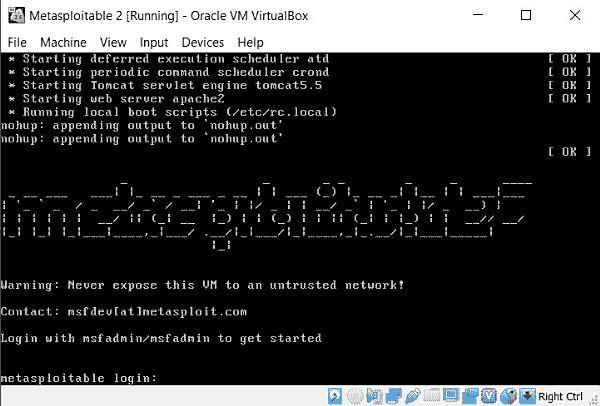 Metasploitable 2 [Running] - Oracle VM VirtualBox
File Machine View Input Devices Help
* Starting deferred execution scheduler atd [ OK ]
* Starting periodic command scheduler crond [ OK ]
* Starting Tomcat servlet engine tomcat5.5 [ OK ]
* Starting web server apache2 [ OK ]
* Running local boot scripts (/etc/rc.local)
nohup: appending output to `nohup.out'
nohup: appending output to `nohup.out'
[ OK ]
metasploitable2
Warning: Never expose this VM to an untrusted network!
Contact: msfdev[at]metasploit.com
Login with msfadmin/msfadmin to get started
metasploitable login:
Right Ctrl